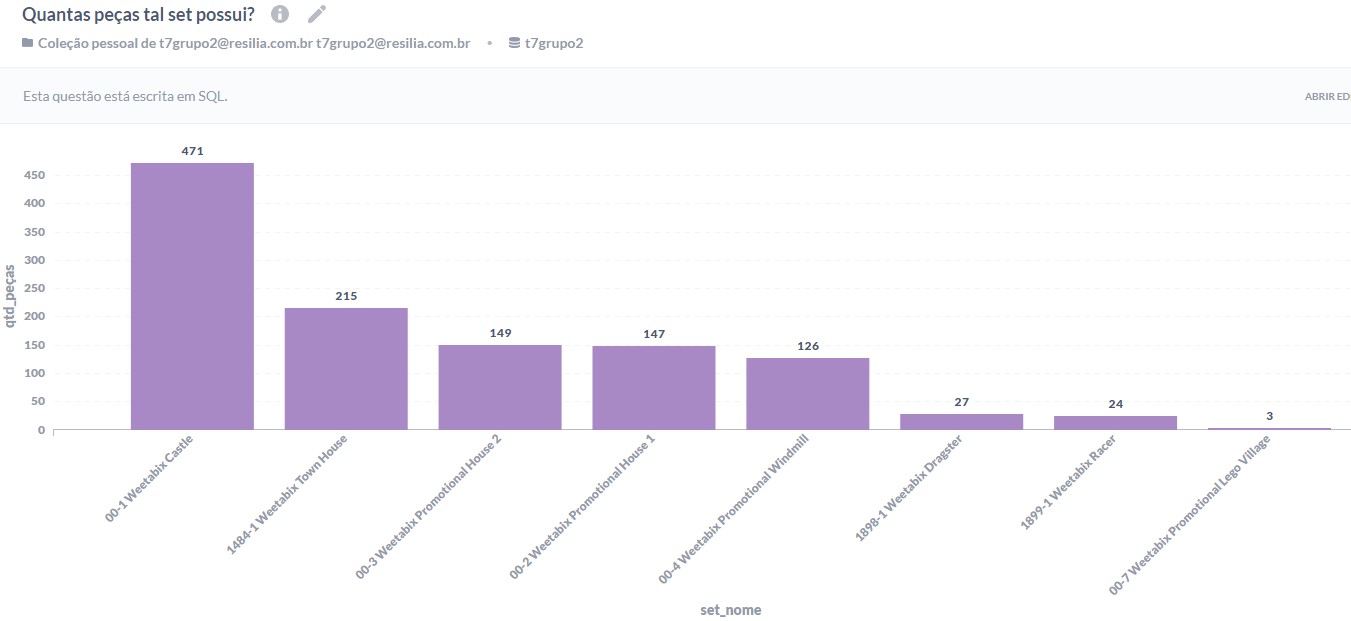 Quantas peças tal set possui?
Coleção pessoal de t7grupo2@resilia.com.br t7grupo2@resilia.com.br • t7grupo2
Esta questão está escrita em SQL.
ABRIR ED
471
215
149
147
126
27
24
3
450
400
350
300
250
200
150
100
50
0
qtd_peças
00-1 Weetabix Castle
1484-1 Weetabix Town House
00-3 Weetabix Promotional House 2
00-2 Weetabix Promotional House 1
00-4 Weetabix Promotional Windmill
1898-1 Weetabix Dragster
1899-1 Weetabix Racer
00-7 Weetabix Promotional Lego Village
set_nome